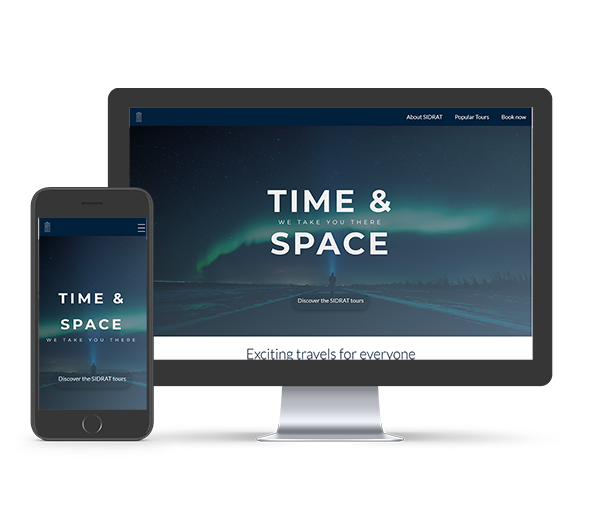 About SIDRAT Popular Tours Book now
TIME &
WE TAKE YOU THERE
SPACE
Discover the SIDRAT tours
Exciting travels for everyone
TIME &
SPACE
WE TAKE YOU THERE
Discover the SIDRAT tours